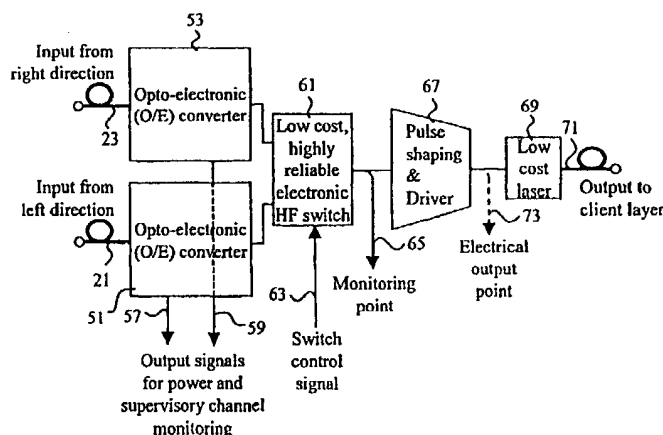 53
Input from
right direction
Opto-electronic
(O/E) converter
23
61
Low cost,
highly
reliable
electronic
HF switch
67
Pulse
shaping
&
Driver
69
Low
cost
laser
71
Output to
client layer
Input from
left direction
Opto-electronic
(O/E) converter
21
51
57
59
63
65
73
Monitoring
point
Electrical
output
point
Switch
control
signal
Output signals
for power and
supervisory channel
monitoring